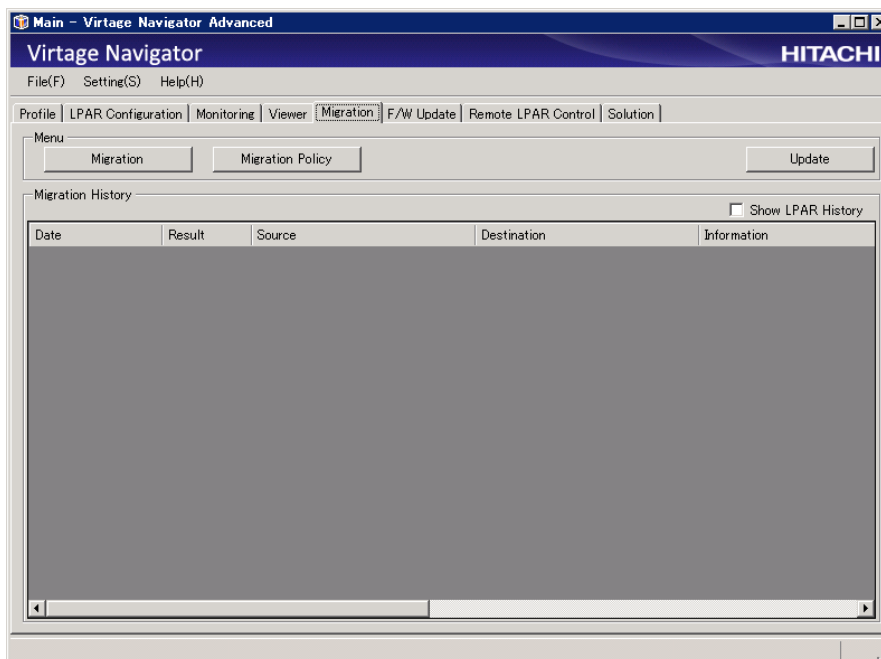 Main - Virtage Navigator Advanced
Virtage Navigator HITACHI
File(F) Setting(S) Help(H)
Profile LPAR Configuration Monitoring Viewer Migration F/W Update Remote LPAR Control Solution
Menu
Migration Migration Policy Update
Migration History
Show LPAR History
Date Result Source Destination Information